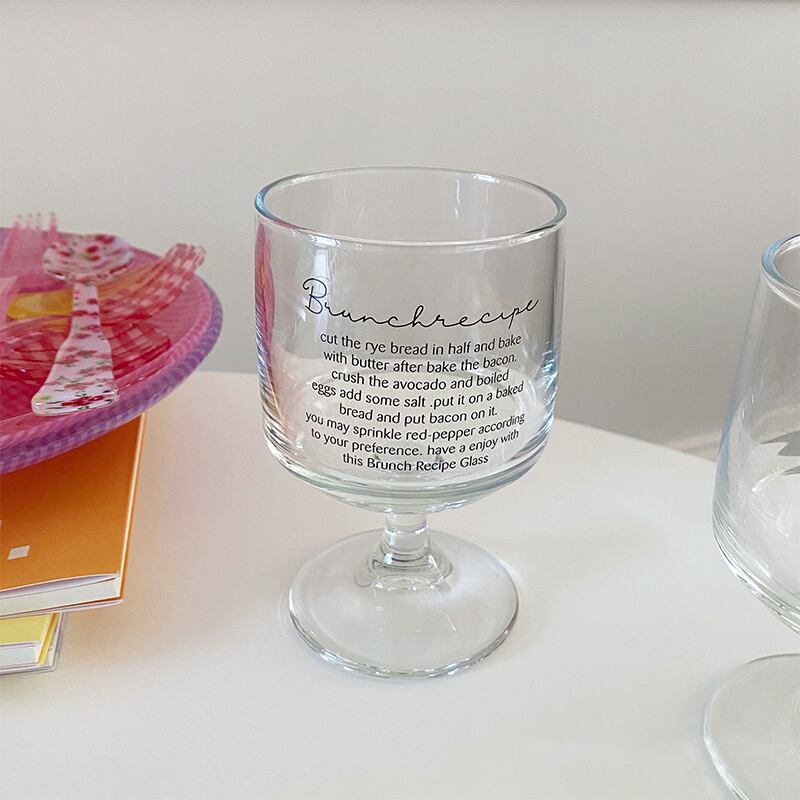 Brunchrecipe
cut the rye bread in half and bake
with butter after bake the bacon.
crush the avocado and boiled
eggs add some salt .put it on a baked
bread and put bacon on it.
you may sprinkle red-pepper according
to your preference. have a enjoy with
this Brunch Recipe Glass